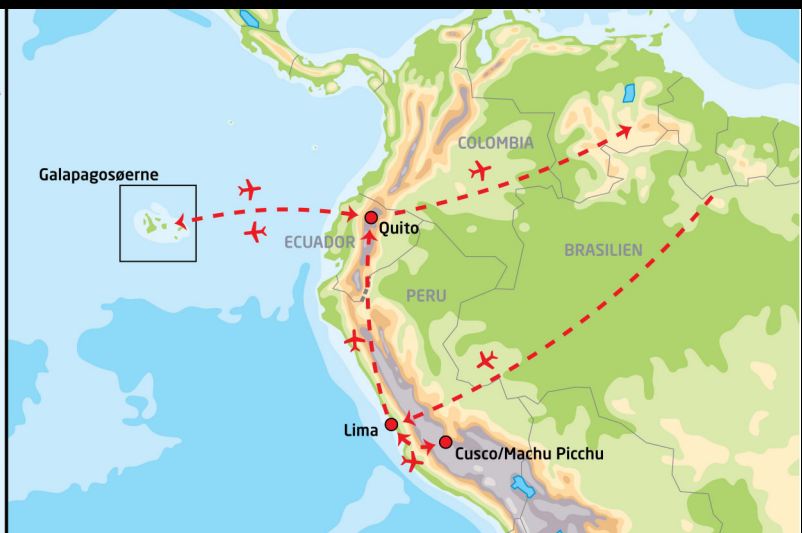 COLOMBIA
Galapagosøerne
Quito
ECUADOR
BRASILIEN
PERU
Lima
Cusco/Machu Picchu